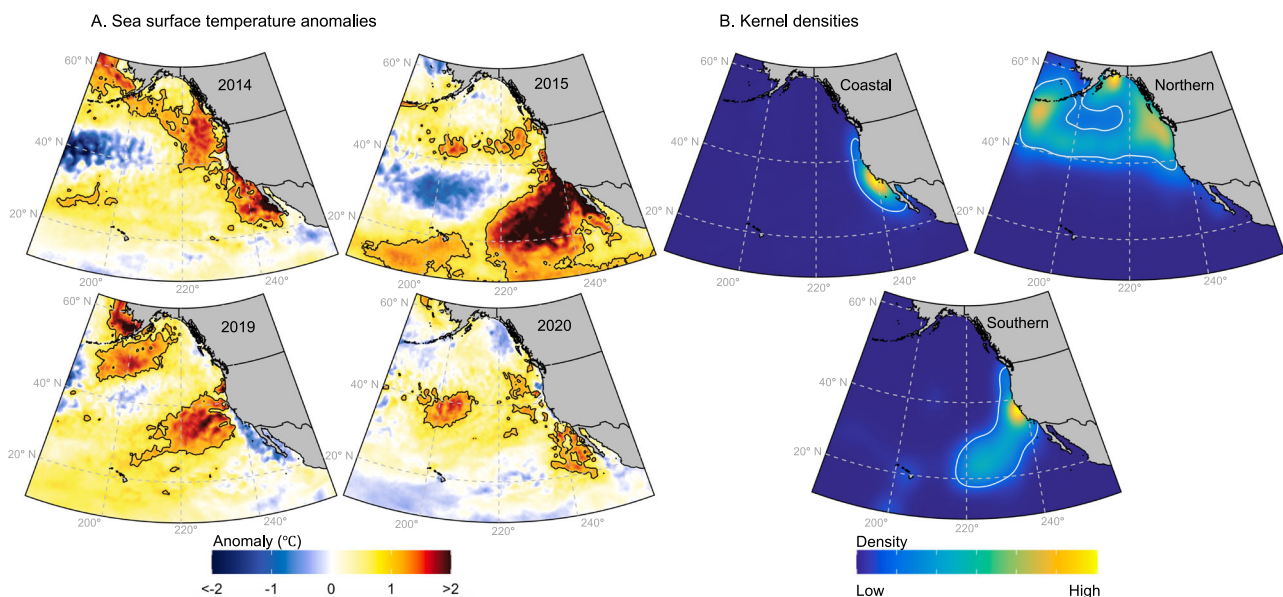 A. Sea surface temperature anomalies
B. Kernel densities
60° N
2014
40° N
20° N
200°
220°
240°
60° N
2015
40° N
20° N
200°
220°
240°
60° N
Coastal
40° N
20° N
200°
220°
240°
60° N
Northern
40° N
20° N
200°
220°
240°
60° N
2019
40° N
20° N
200°
220°
240°
60° N
2020
40° N
20° N
200°
220°
240°
60° N
Southern
40° N
20° N
200°
220°
240°
Anomaly (℃)
<-2 -1 0 1 >2
Density
Low High